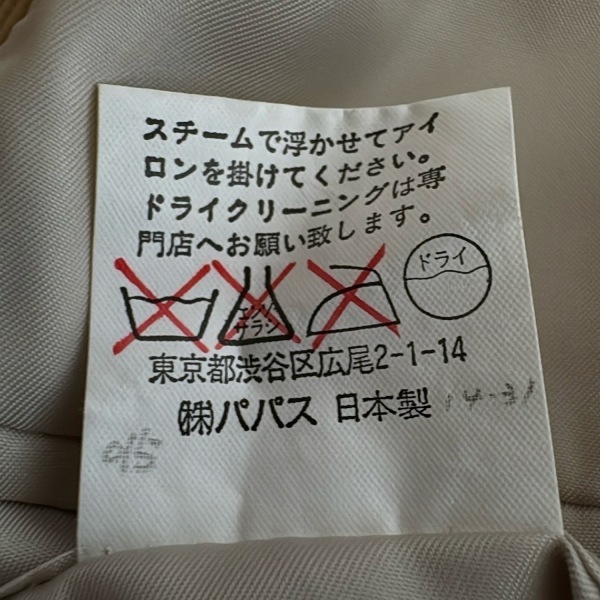 スチームで浮かせてアイ
ロンを掛けてください。
ドライクリーニングは専
門店へお願い致します。
エンソ
サラシ
ドライ
東京都渋谷区広尾2-1-14
㈱パパス 日本製